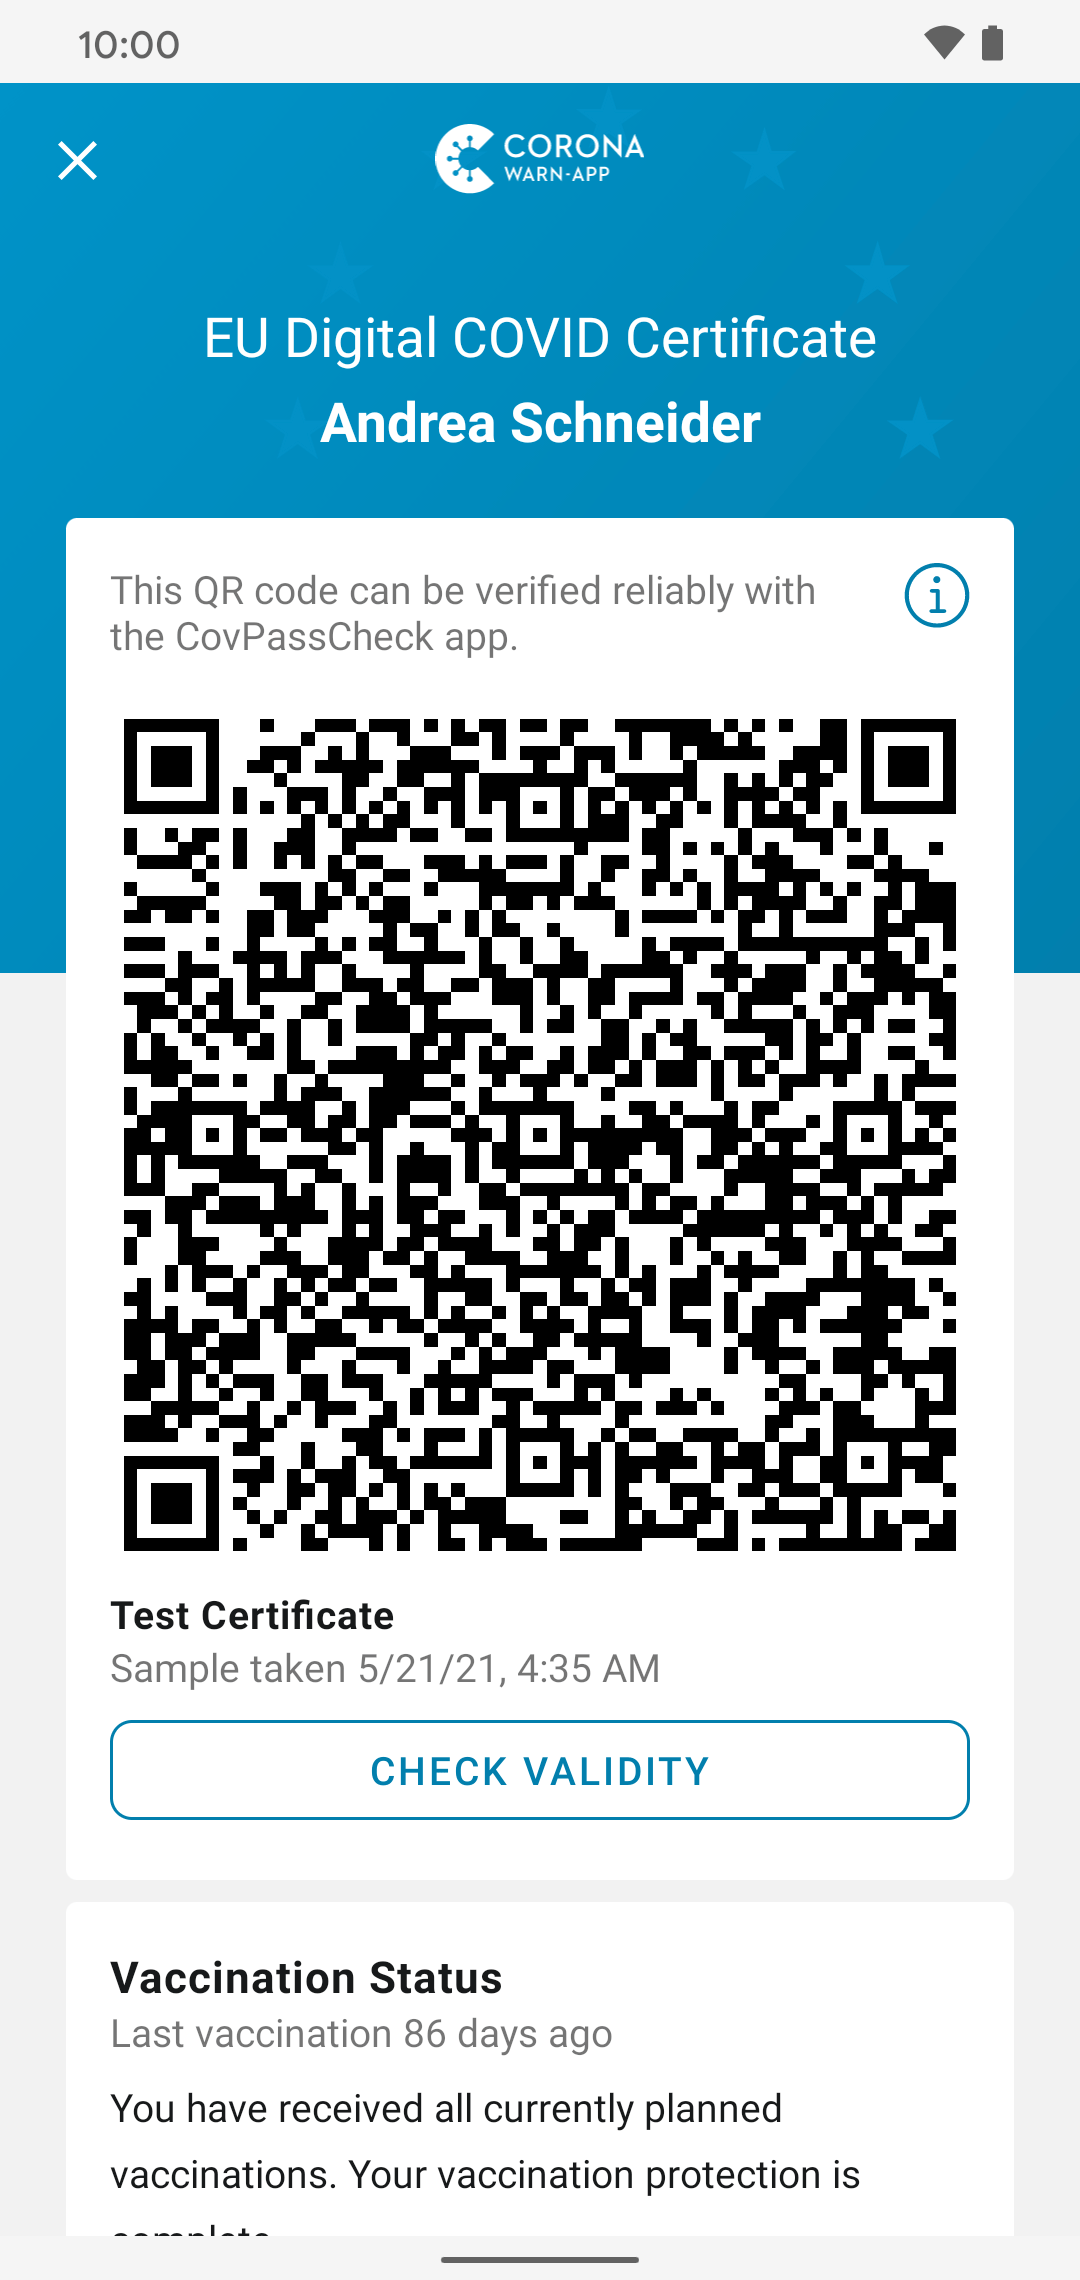 10:00
CORONA
WARN-APP
EU Digital COVID Certificate
Andrea Schneider
This QR code can be verified reliably with
the CovPassCheck app.
Test Certificate
Sample taken 5/21/21, 4:35 AM
CHECK VALIDITY
Vaccination Status
Last vaccination 86 days ago
You have received all currently planned
vaccinations. Your vaccination protection is